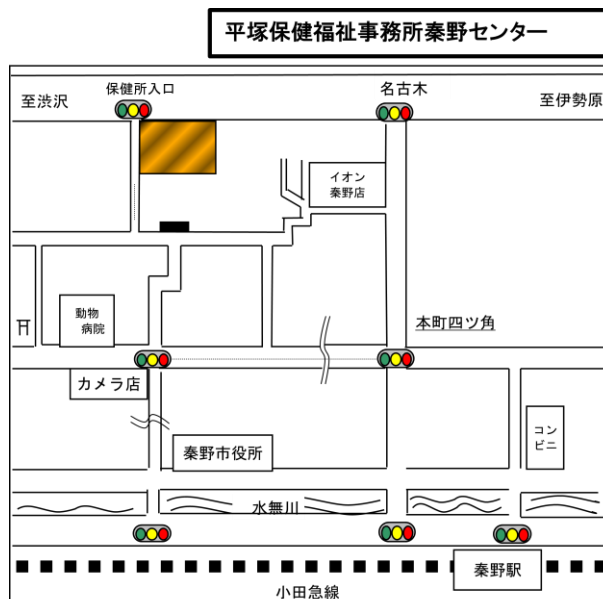 平塚保健福祉事務所秦野センター
保健所入口
名古木
至渋沢
至伊勢原
イオン
秦野店
動物
病院
本町四ツ角
カメラ店
コン
ビニ
秦野市役所
水無川
秦野駅
小田急線